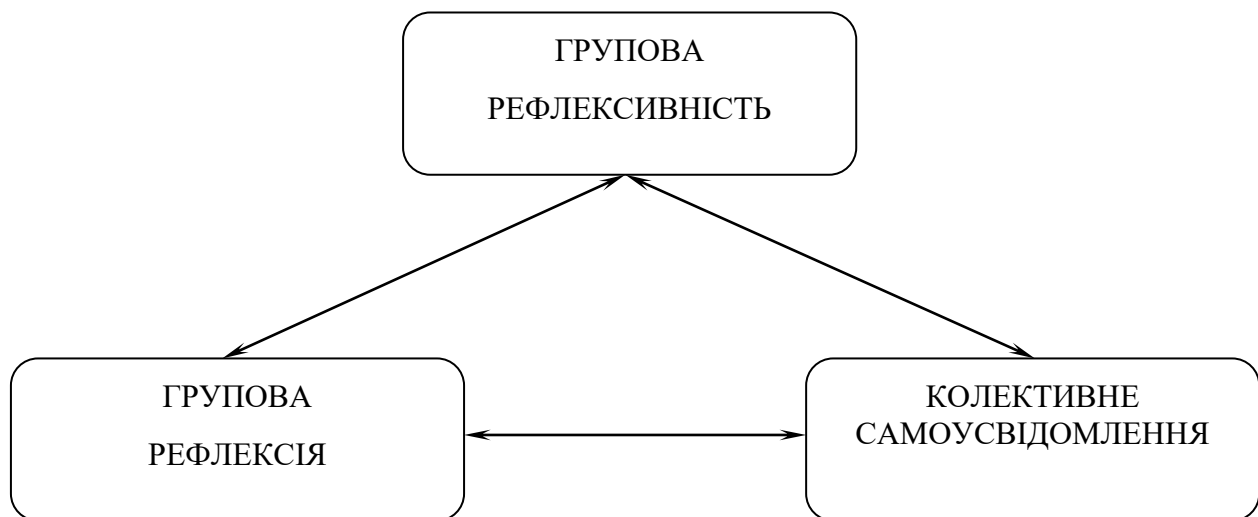 ГРУПОВА
РЕФЛЕКСИВНІСТЬ
ГРУПОВА
РЕФЛЕКСІЯ
КОЛЕКТИВНЕ
САМОУСВІДОМЛЕННЯ